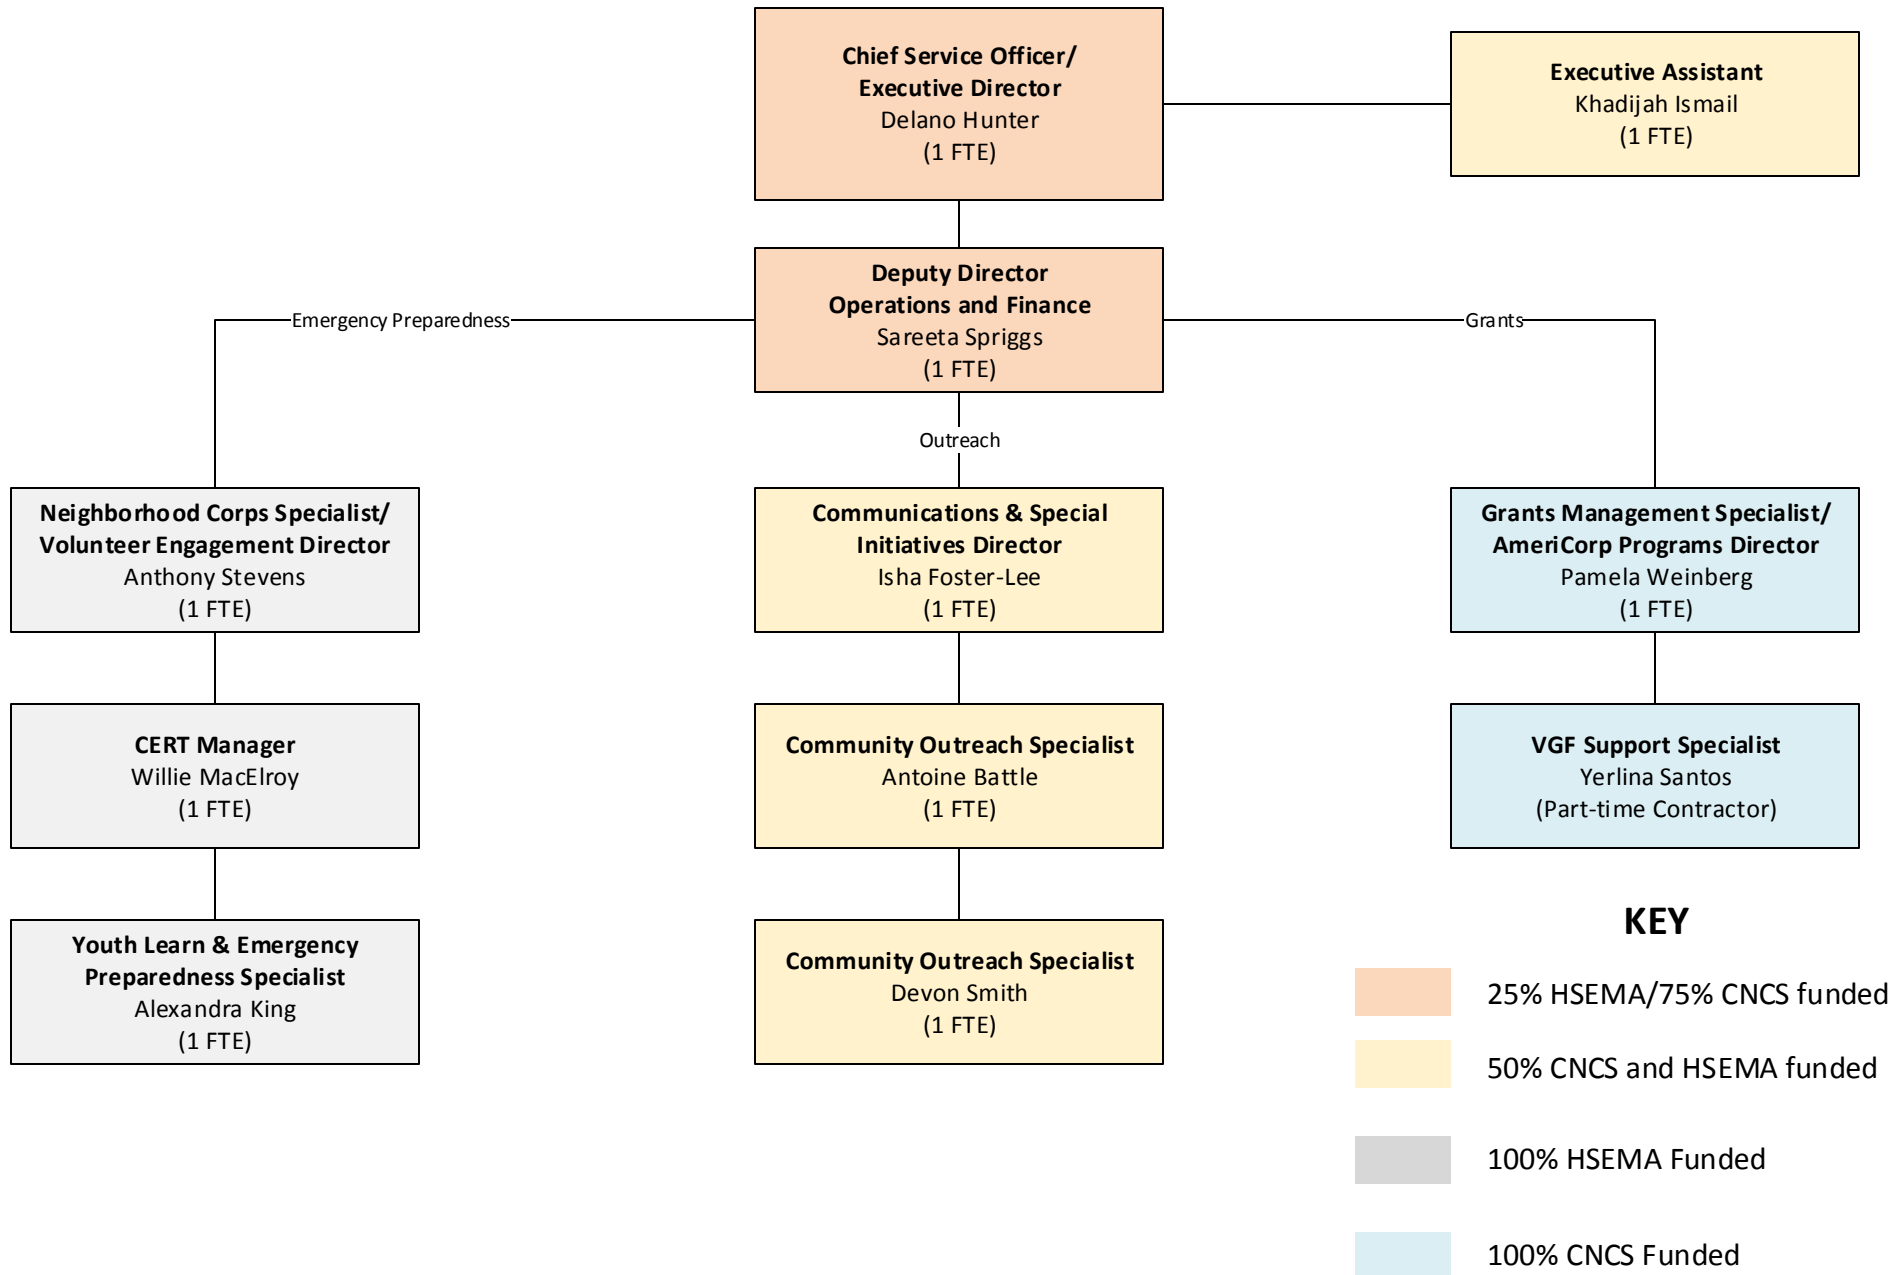 Chief Service Officer/
Executive Director
Delano Hunter
(1 FTE)
Executive Assistant
Khadijah Ismail
(1 FTE)
Deputy Director
Operations and Finance
Sareeta Spriggs
(1 FTE)
Emergency Preparedness
Grants
Outreach
Neighborhood Corps Specialist/
Volunteer Engagement Director
Anthony Stevens
(1 FTE)
Communications & Special
Initiatives Director
Isha Foster-Lee
(1 FTE)
Grants Management Specialist/
AmeriCorp Programs Director
Pamela Weinberg
(1 FTE)
CERT Manager
Willie MacElroy
(1 FTE)
Community Outreach Specialist
Antoine Battle
(1 FTE)
VGF Support Specialist
Yerlina Santos
(Part-time Contractor)
Youth Learn & Emergency
Preparedness Specialist
Alexandra King
(1 FTE)
Community Outreach Specialist
Devon Smith
(1 FTE)
KEY
25% HSEMA/75% CNCS funded
50% CNCS and HSEMA funded
100% HSEMA Funded
100% CNCS Funded